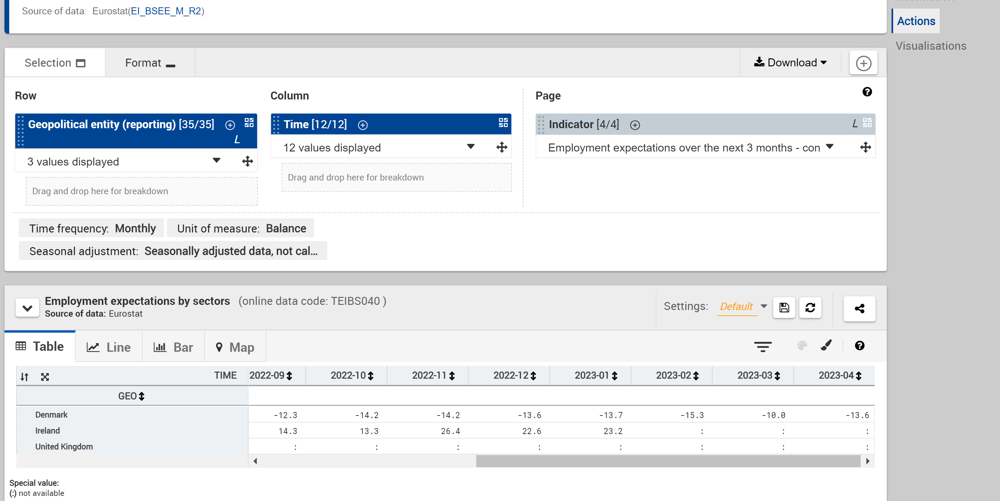 Source of data: Eurostat(EI_BSEE_M_R2)
Actions
Visualisations
Selection
Format
Download
Row
Column
Page
Geopolitical entity (reporting) [35/35]
L
3 values displayed
Drag and drop here for breakdown
Time [12/12]
12 values displayed
Drag and drop here for breakdown
Indicator [4/4]
L
Employment expectations over the next 3 months - con
Time frequency: Monthly
Unit of measure: Balance
Seasonal adjustment: Seasonally adjusted data, not cal...
Employment expectations by sectors (online data code: TEIBS040 )
Source of data: Eurostat
Settings: Default
Table
Line
Bar
Map
TIME 2022-09 2022-10 2022-11 2022-12 2023-01 2023-02 2023-03 2023-04
GEO
Denmark -12.3 -14.2 -14.2 -13.6 -13.7 -15.3 -10.0 -13.6
Ireland 14.3 13.3 26.4 22.6 23.2 : : :
United Kingdom : : : : : : : :
Special value:
(:) not available